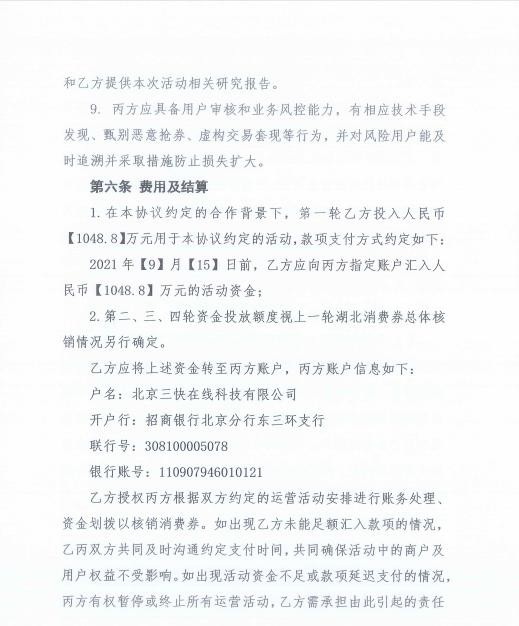 和乙方提供本次活动相关研究报告。
9. 丙方应具备用户审核和业务风控能力，有相应技术手段
发现、甄别恶意抢券、虚构交易套现等行为，并对风险用户能及
时追溯并采取措施防止损失扩大。
第六条 费用及结算
1.在本协议约定的合作背景下，第一轮乙方投入人民币
【1048.8】万元用于本协议约定的活动,款项支付方式约定如下：
2021 年【9】月【15】日前，乙方应向丙方指定账户汇入人
民币【1048.8】万元的活动资金；
2.第二、三、四轮资金投放额度视上一轮湖北消费券总体核
销情况另行确定。
乙方应将上述资金转至丙方账户，丙方账户信息如下：
户名：北京三快在线科技有限公司
开户行：招商银行北京分行东三环支行
联行号：308100005078
银行账号：110907946010121
乙方授权丙方根据双方约定的运营活动安排进行账务处理、
资金划拨以核销消费券。如出现乙方未能足额汇入款项的情况，
乙丙双方共同及时沟通约定支付时间，共同确保活动中的商户及
用户权益不受影响。如出现活动资金不足或款项延迟支付的情况，
丙方有权暂停或终止所有运营活动，乙方需承担由此引起的责任